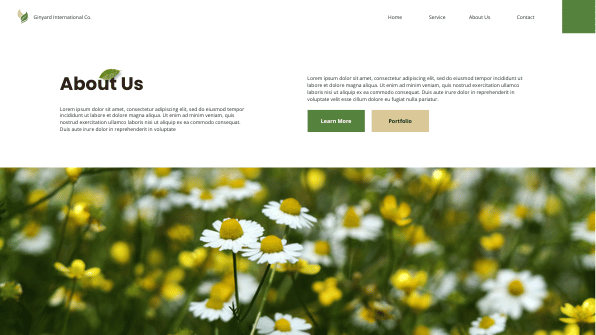 Ginyard International Co.
Home
Service
About Us
Contact
About Us
Lorem ipsum dolor sit amet, consectetur adipiscing elit, sed do eiusmod tempor
incididunt ut labore et dolore magna aliqua. Ut enim ad minim veniam, quis
nostrud exercitation ullamco laboris nisi ut aliquip ex ea commodo consequat.
Duis aute irure dolor in reprehenderit in voluptate
Lorem ipsum dolor sit amet, consectetur adipiscing elit, sed do eiusmod tempor incididunt ut
labore et dolore magna aliqua. Ut enim ad minim veniam, quis nostrud exercitation ullamco
laboris nisi ut aliquip ex ea commodo consequat. Duis aute irure dolor in reprehenderit in
voluptate velit esse cillum dolore eu fugiat nulla pariatur.
Learn More
Portfolio